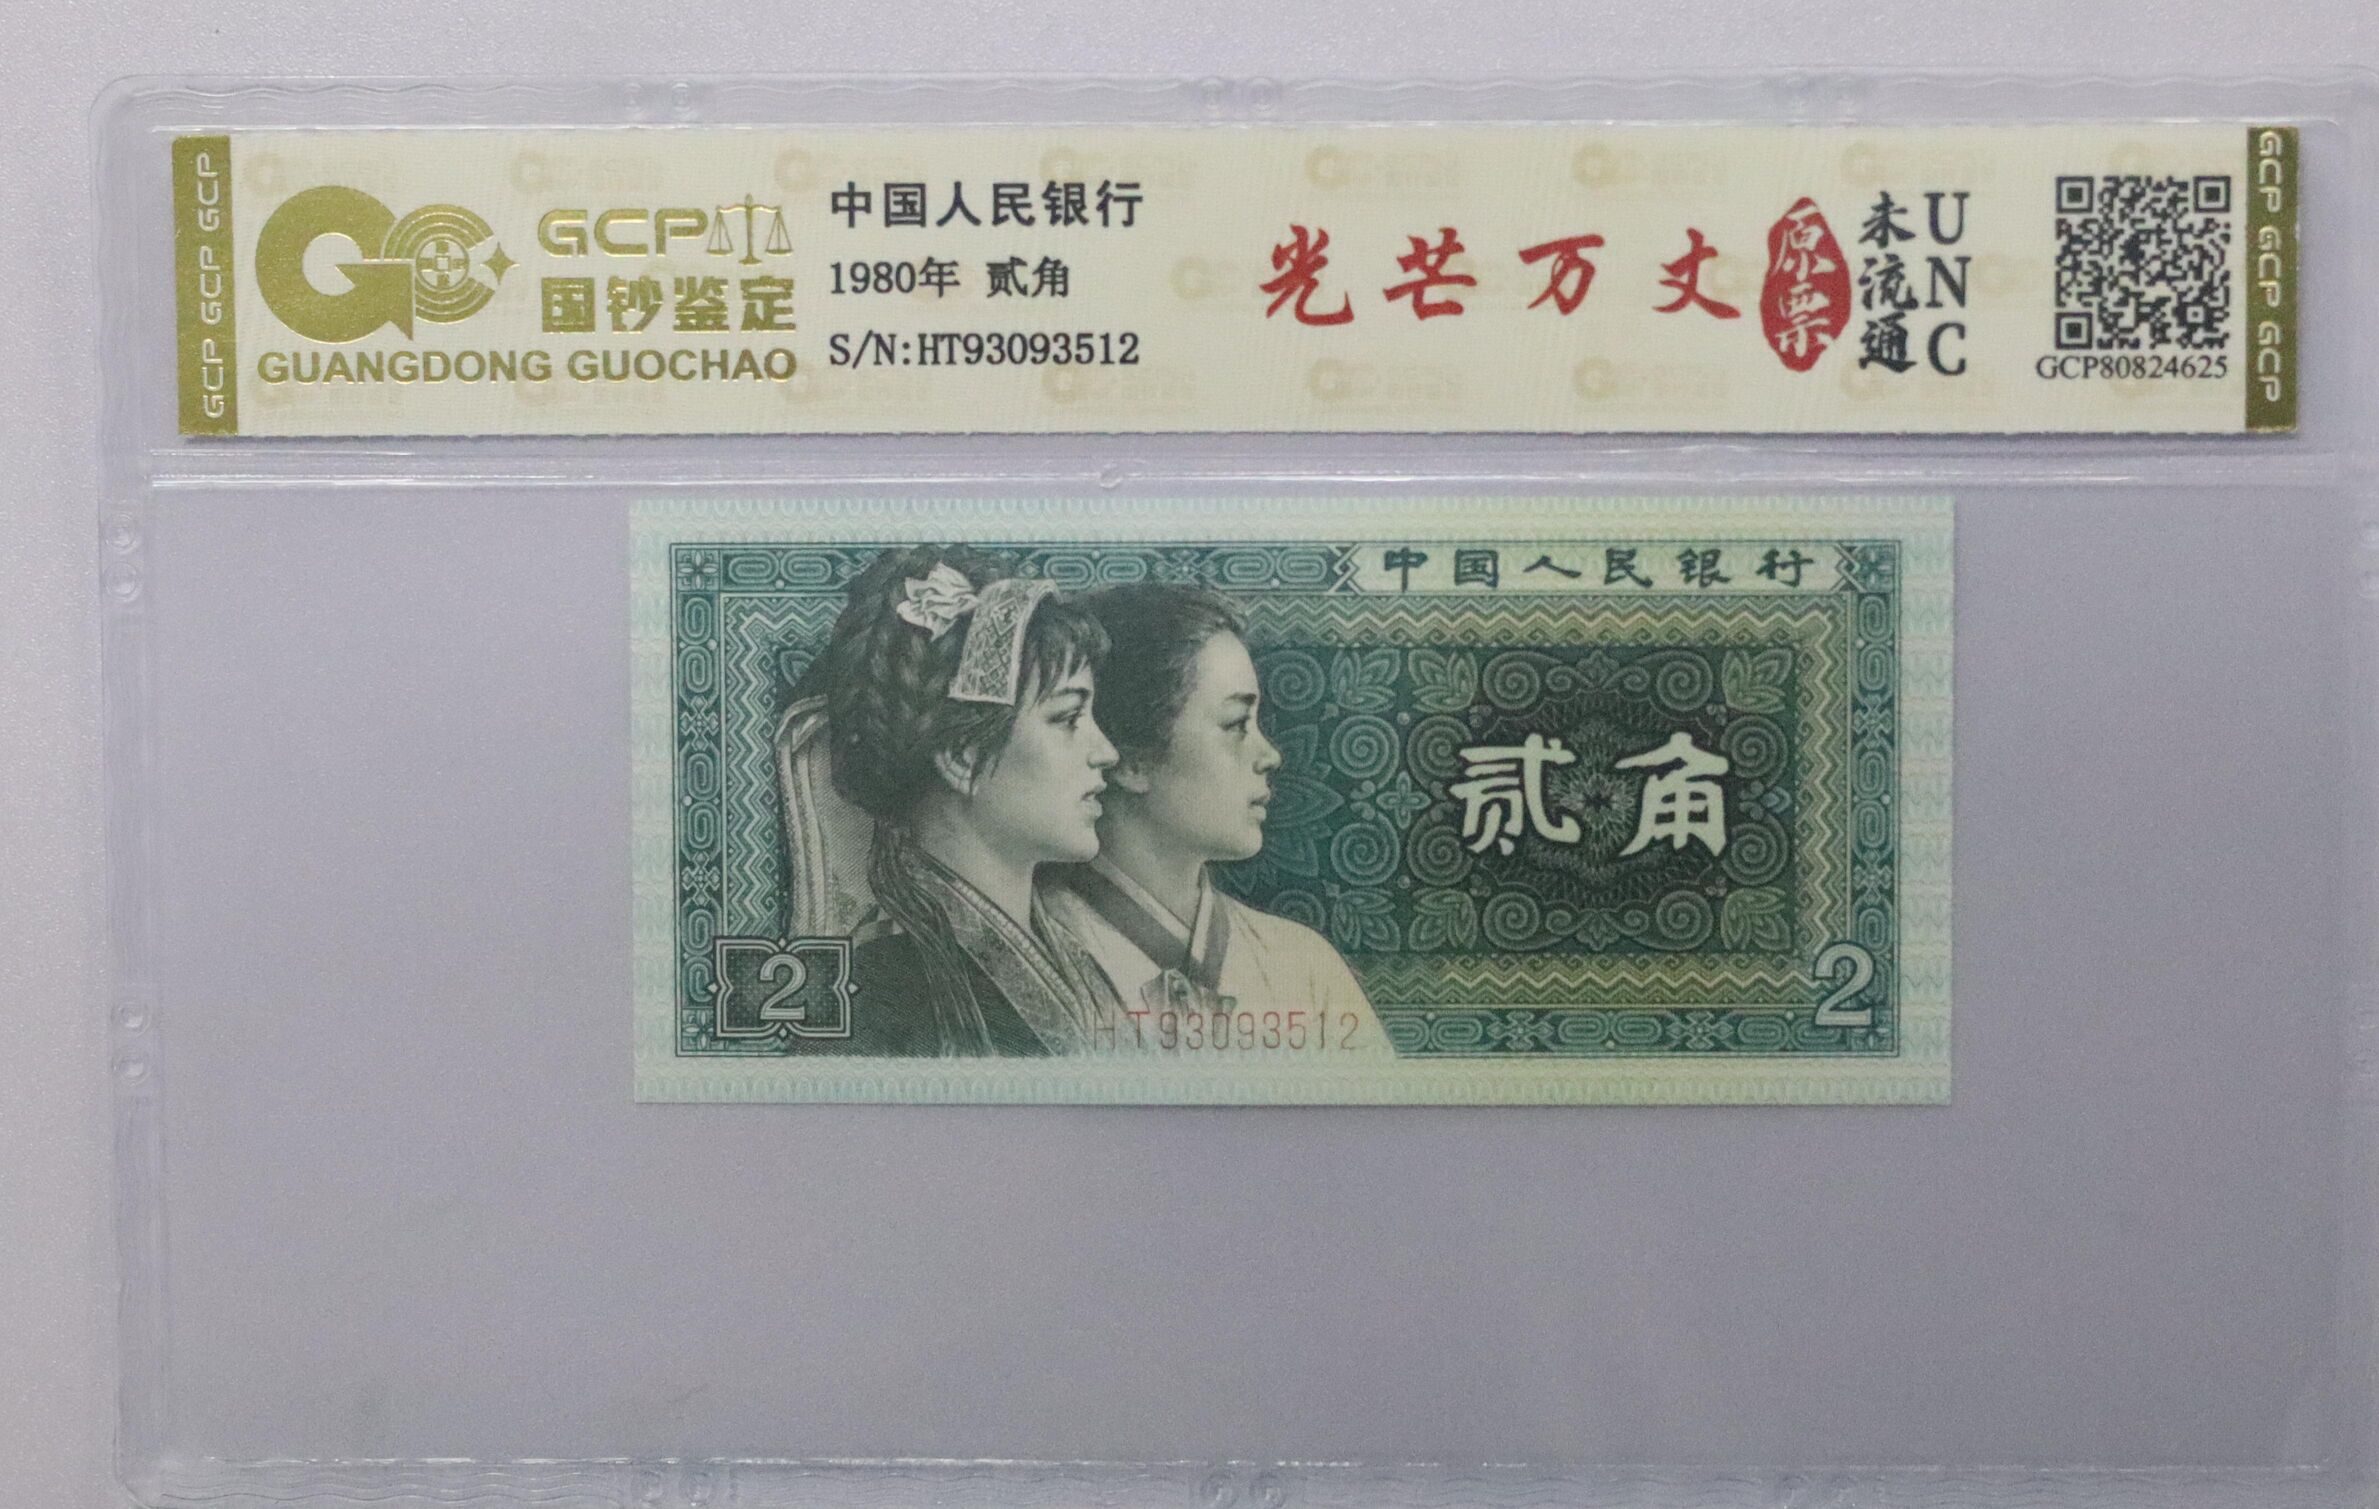 GCP GCP GCP
GCP
国钞鉴定
GUANGDONG GUOCHAO
中国人民银行
1980年 贰角
S/N:HT93093512
光芒万丈
原票
未流通
UNC
GCP80824625
GCP GCP GCP
中国人民银行
贰角
2
HT93093512
2